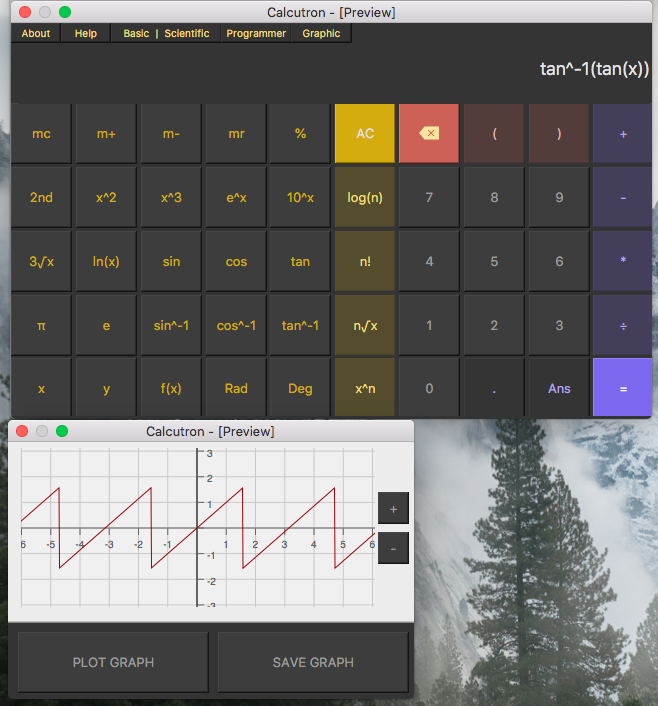 Calcutron - [Preview]
About Help Basic | Scientific Programmer Graphic
tan^-1(tan(x))
mc m+ m- mr % AC ( ) +
2nd x^2 x^3 e^x 10^x log(n) 7 8 9 -
3√x ln(x) sin cos tan n! 4 5 6 *
π e sin^-1 cos^-1 tan^-1 n√x 1 2 3 ÷
x y f(x) Rad Deg x^n 0 . Ans =
Calcutron - [Preview]
3
2
1
+
6 -5 -4 -3 -2 -1 1 2 3 4 5 6
-
-1
-2
-3
PLOT GRAPH SAVE GRAPH